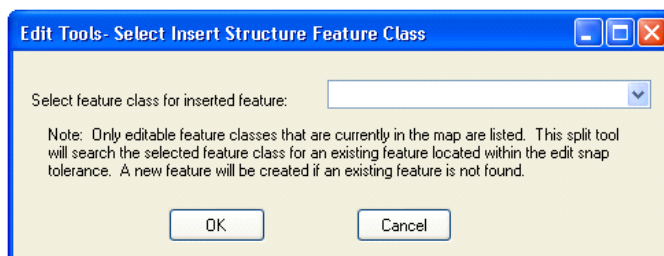 Edit Tools- Select Insert Structure Feature Class
Select feature class for inserted feature:
Note: Only editable feature classes that are currently in the map are listed. This split tool
will search the selected feature class for an existing feature located within the edit snap
tolerance. A new feature will be created if an existing feature is not found.
OK Cancel